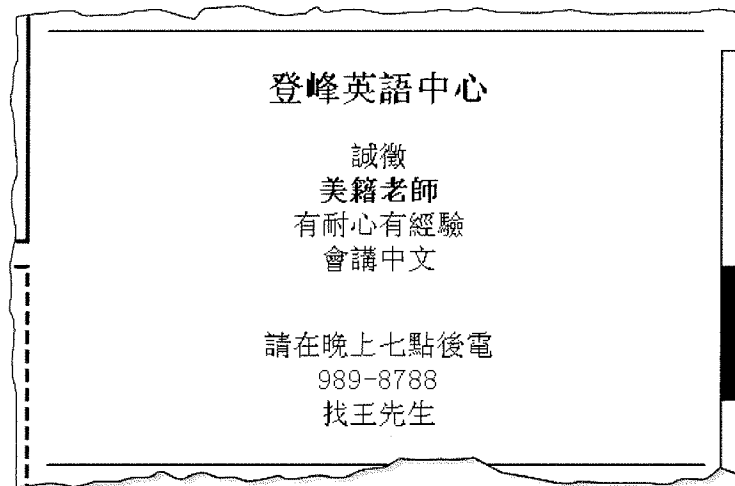 登峰英語中心
誠徵
美籍老師
有耐心有經驗
會講中文
請在晚上七點後電
989-8788
找王先生